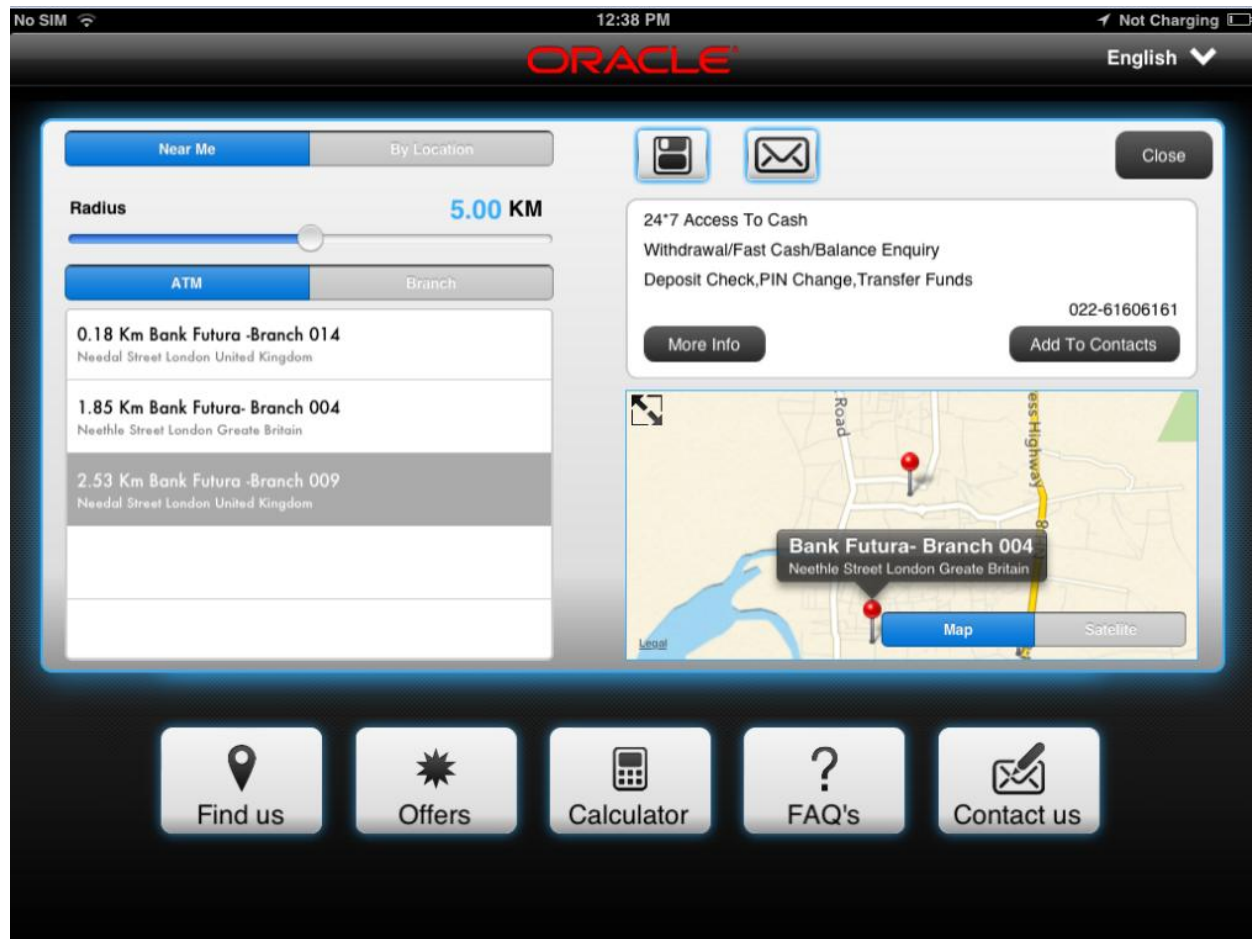 No SIM
12:38 PM
Not Charging
ORACLE
English
Near Me
By Location
Radius
5.00 KM
ATM
Branch
0.18 Km Bank Futura -Branch 014
Needal Street London United Kingdom
1.85 Km Bank Futura- Branch 004
Neethle Street London Greate Britain
2.53 Km Bank Futura -Branch 009
Needal Street London United Kingdom
Close
24*7 Access To Cash
Withdrawal/Fast Cash/Balance Enquiry
Deposit Check,PIN Change,Transfer Funds
022-61606161
More Info
Add To Contacts
Road
ess Highway
Bank Futura- Branch 004
Neethle Street London Greate Britain
Legal
Map
Satelite
Find us
Offers
Calculator
FAQ's
Contact us